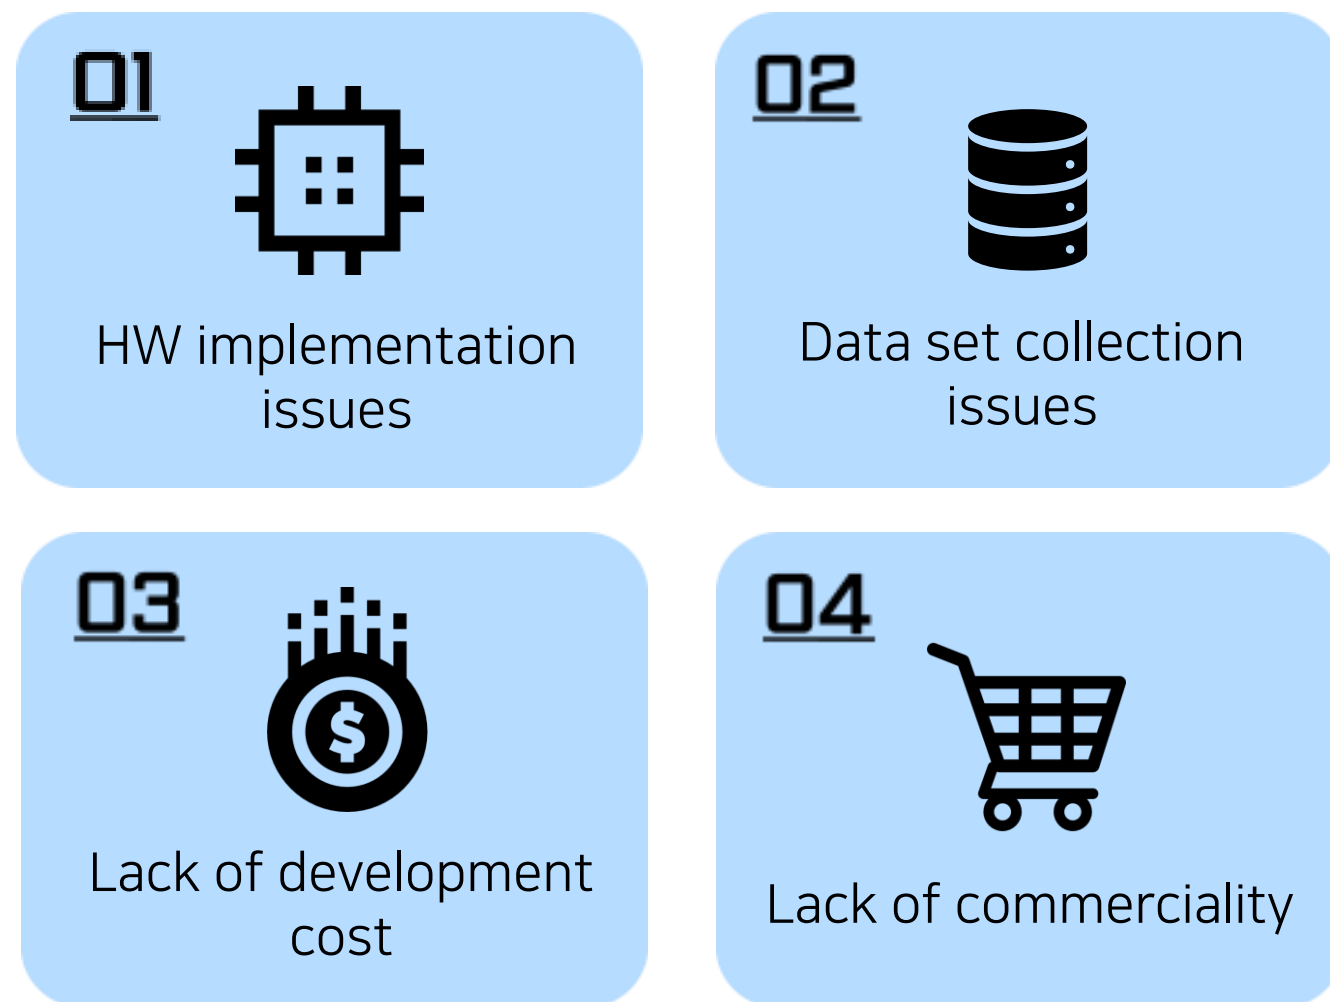 01
HW implementation
issues
02
Data set collection
issues
03
$
Lack of development
cost
04
Lack of commerciality